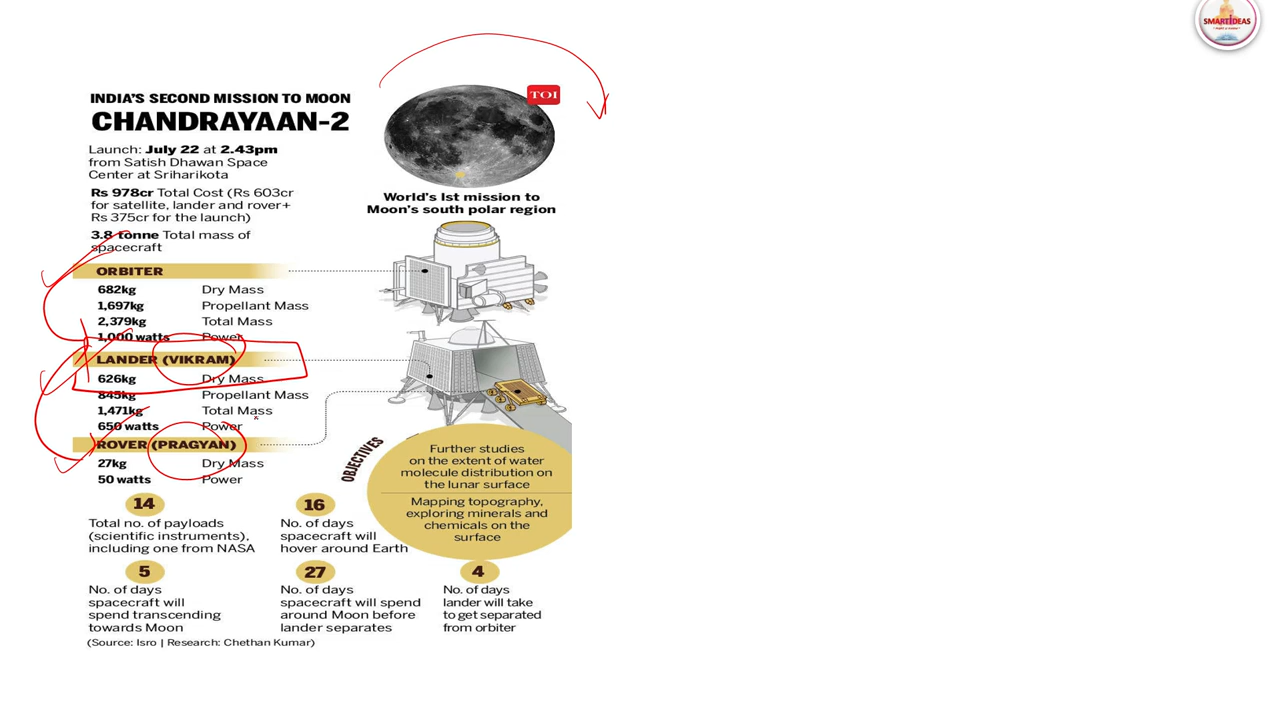 SMARTIDEAS
INDIA'S SECOND MISSION TO MOON
CHANDRAYAAN-2
TOI
Launch: July 22 at 2.43pm
from Satish Dhawan Space
Center at Sriharikota
Rs 978cr Total Cost (Rs 603cr
for satellite, lander and rover+
Rs 375cr for the launch)
3.8 tonne Total mass of
spacecraft
World's Ist mission to
Moon's south polar region
ORBITER
682kg Dry Mass
1,697kg Propellant Mass
2,379kg Total Mass
1,000 watts Power
LANDER (VIKRAM)
626kg Dry Mass
845kg Propellant Mass
1,471kg Total Mass
650 watts Power
ROVER (PRAGYAN)
27kg Dry Mass
50 watts Power
OBJECTIVES
Further studies
on the extent of water
molecule distribution on
the lunar surface
Mapping topography,
exploring minerals and
chemicals on the
surface
14
Total no. of payloads
(scientific instruments),
including one from NASA
16
No. of days
spacecraft will
hover around Earth
5
No. of days
spacecraft will
spend transcending
towards Moon
27
No. of days
spacecraft will spend
around Moon before
lander separates
4
No. of days
lander will take
to get separated
from orbiter
(Source: Isro | Research: Chethan Kumar)